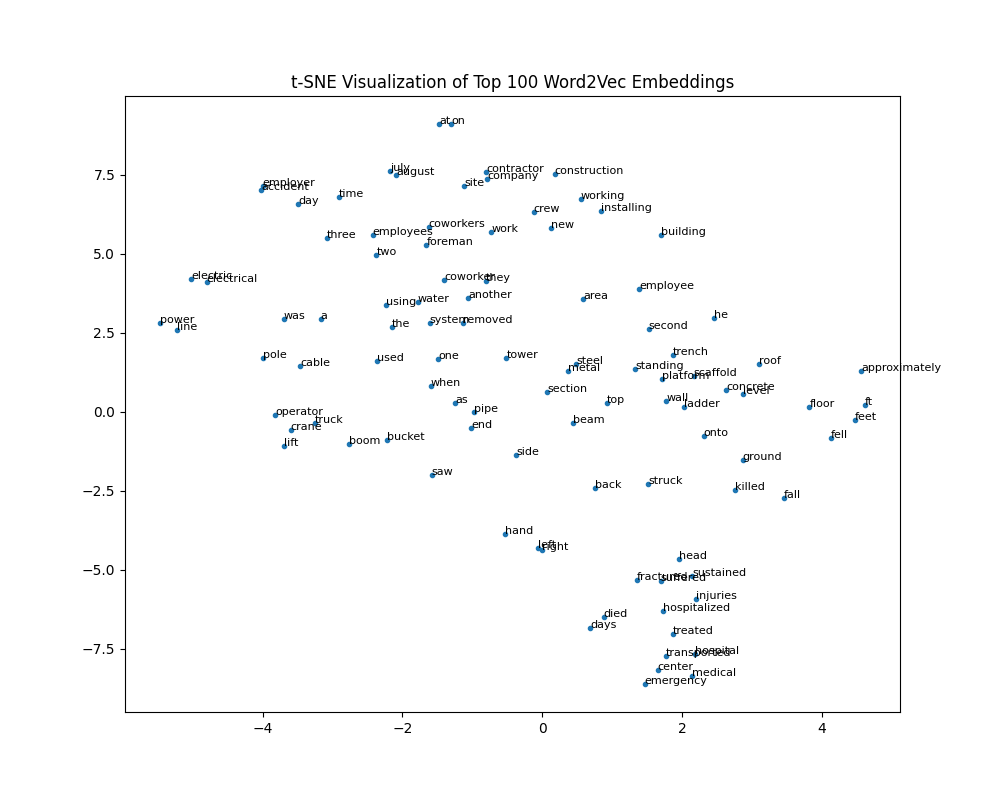 t-SNE Visualization of Top 100 Word2Vec Embeddings
at on
july
august
contractor
company
construction
site
employer
accident
day
time
working
installing
crew
new
work
coworkers
foreman
employees
three
two
building
electric
electrical
coworker
they
another
area
employee
he
second
using
water
was
a
the
system
removed
power
line
pole
cable
used
one
tower
steel
metal
standing
trench
platform
scaffold
roof
approximately
concrete
level
when
as
section
pipe
end
top
wall
ladder
floor
ft
feet
fell
operator
truck
crane
lift
boom
bucket
beam
onto
side
saw
ground
back
struck
killed
fall
hand
left
right
head
fractured
suffered
sustained
injuries
hospitalized
died
days
treated
transported
hospital
center
medical
emergency
7.5
5.0
2.5
0.0
−2.5
−5.0
−7.5
−4
−2
0
2
4